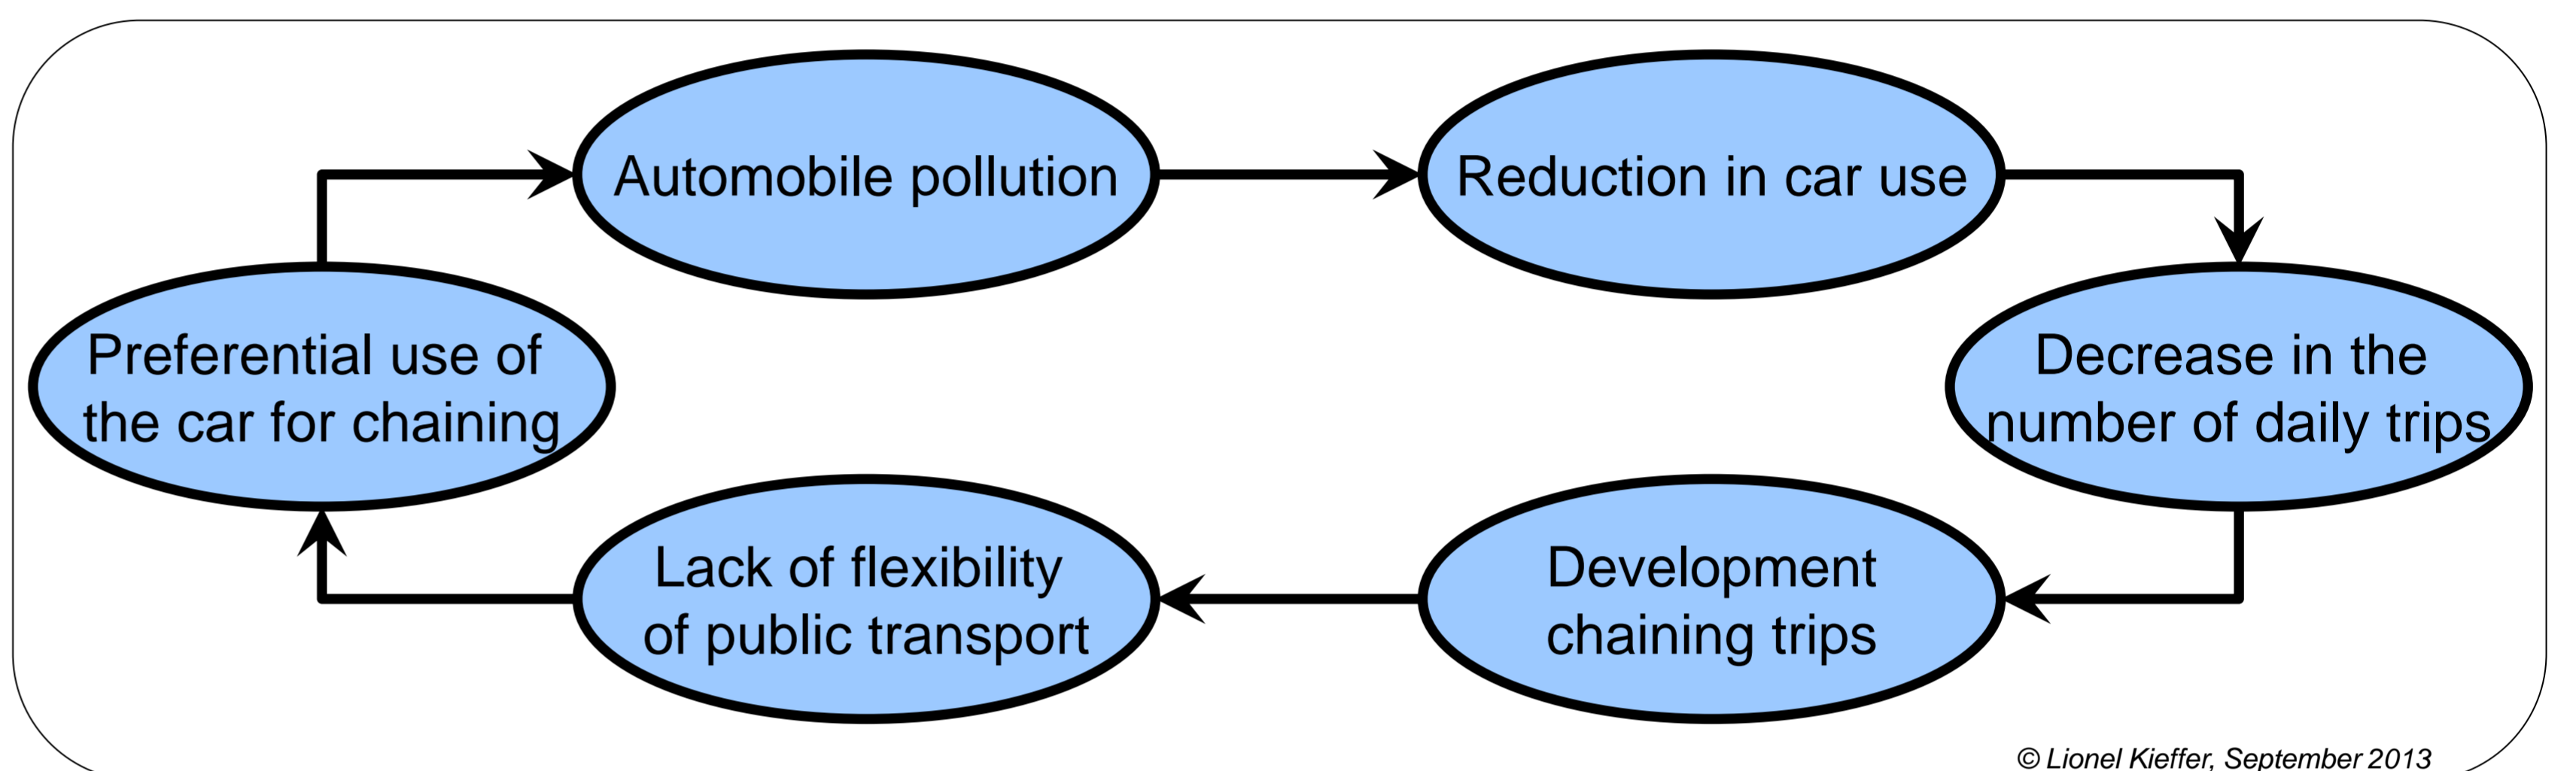 Automobile pollution
Reduction in car use
Preferential use of
the car for chaining
Decrease in the
number of daily trips
Lack of flexibility
of public transport
Development
chaining trips
© Lionel Kieffer, September 2013